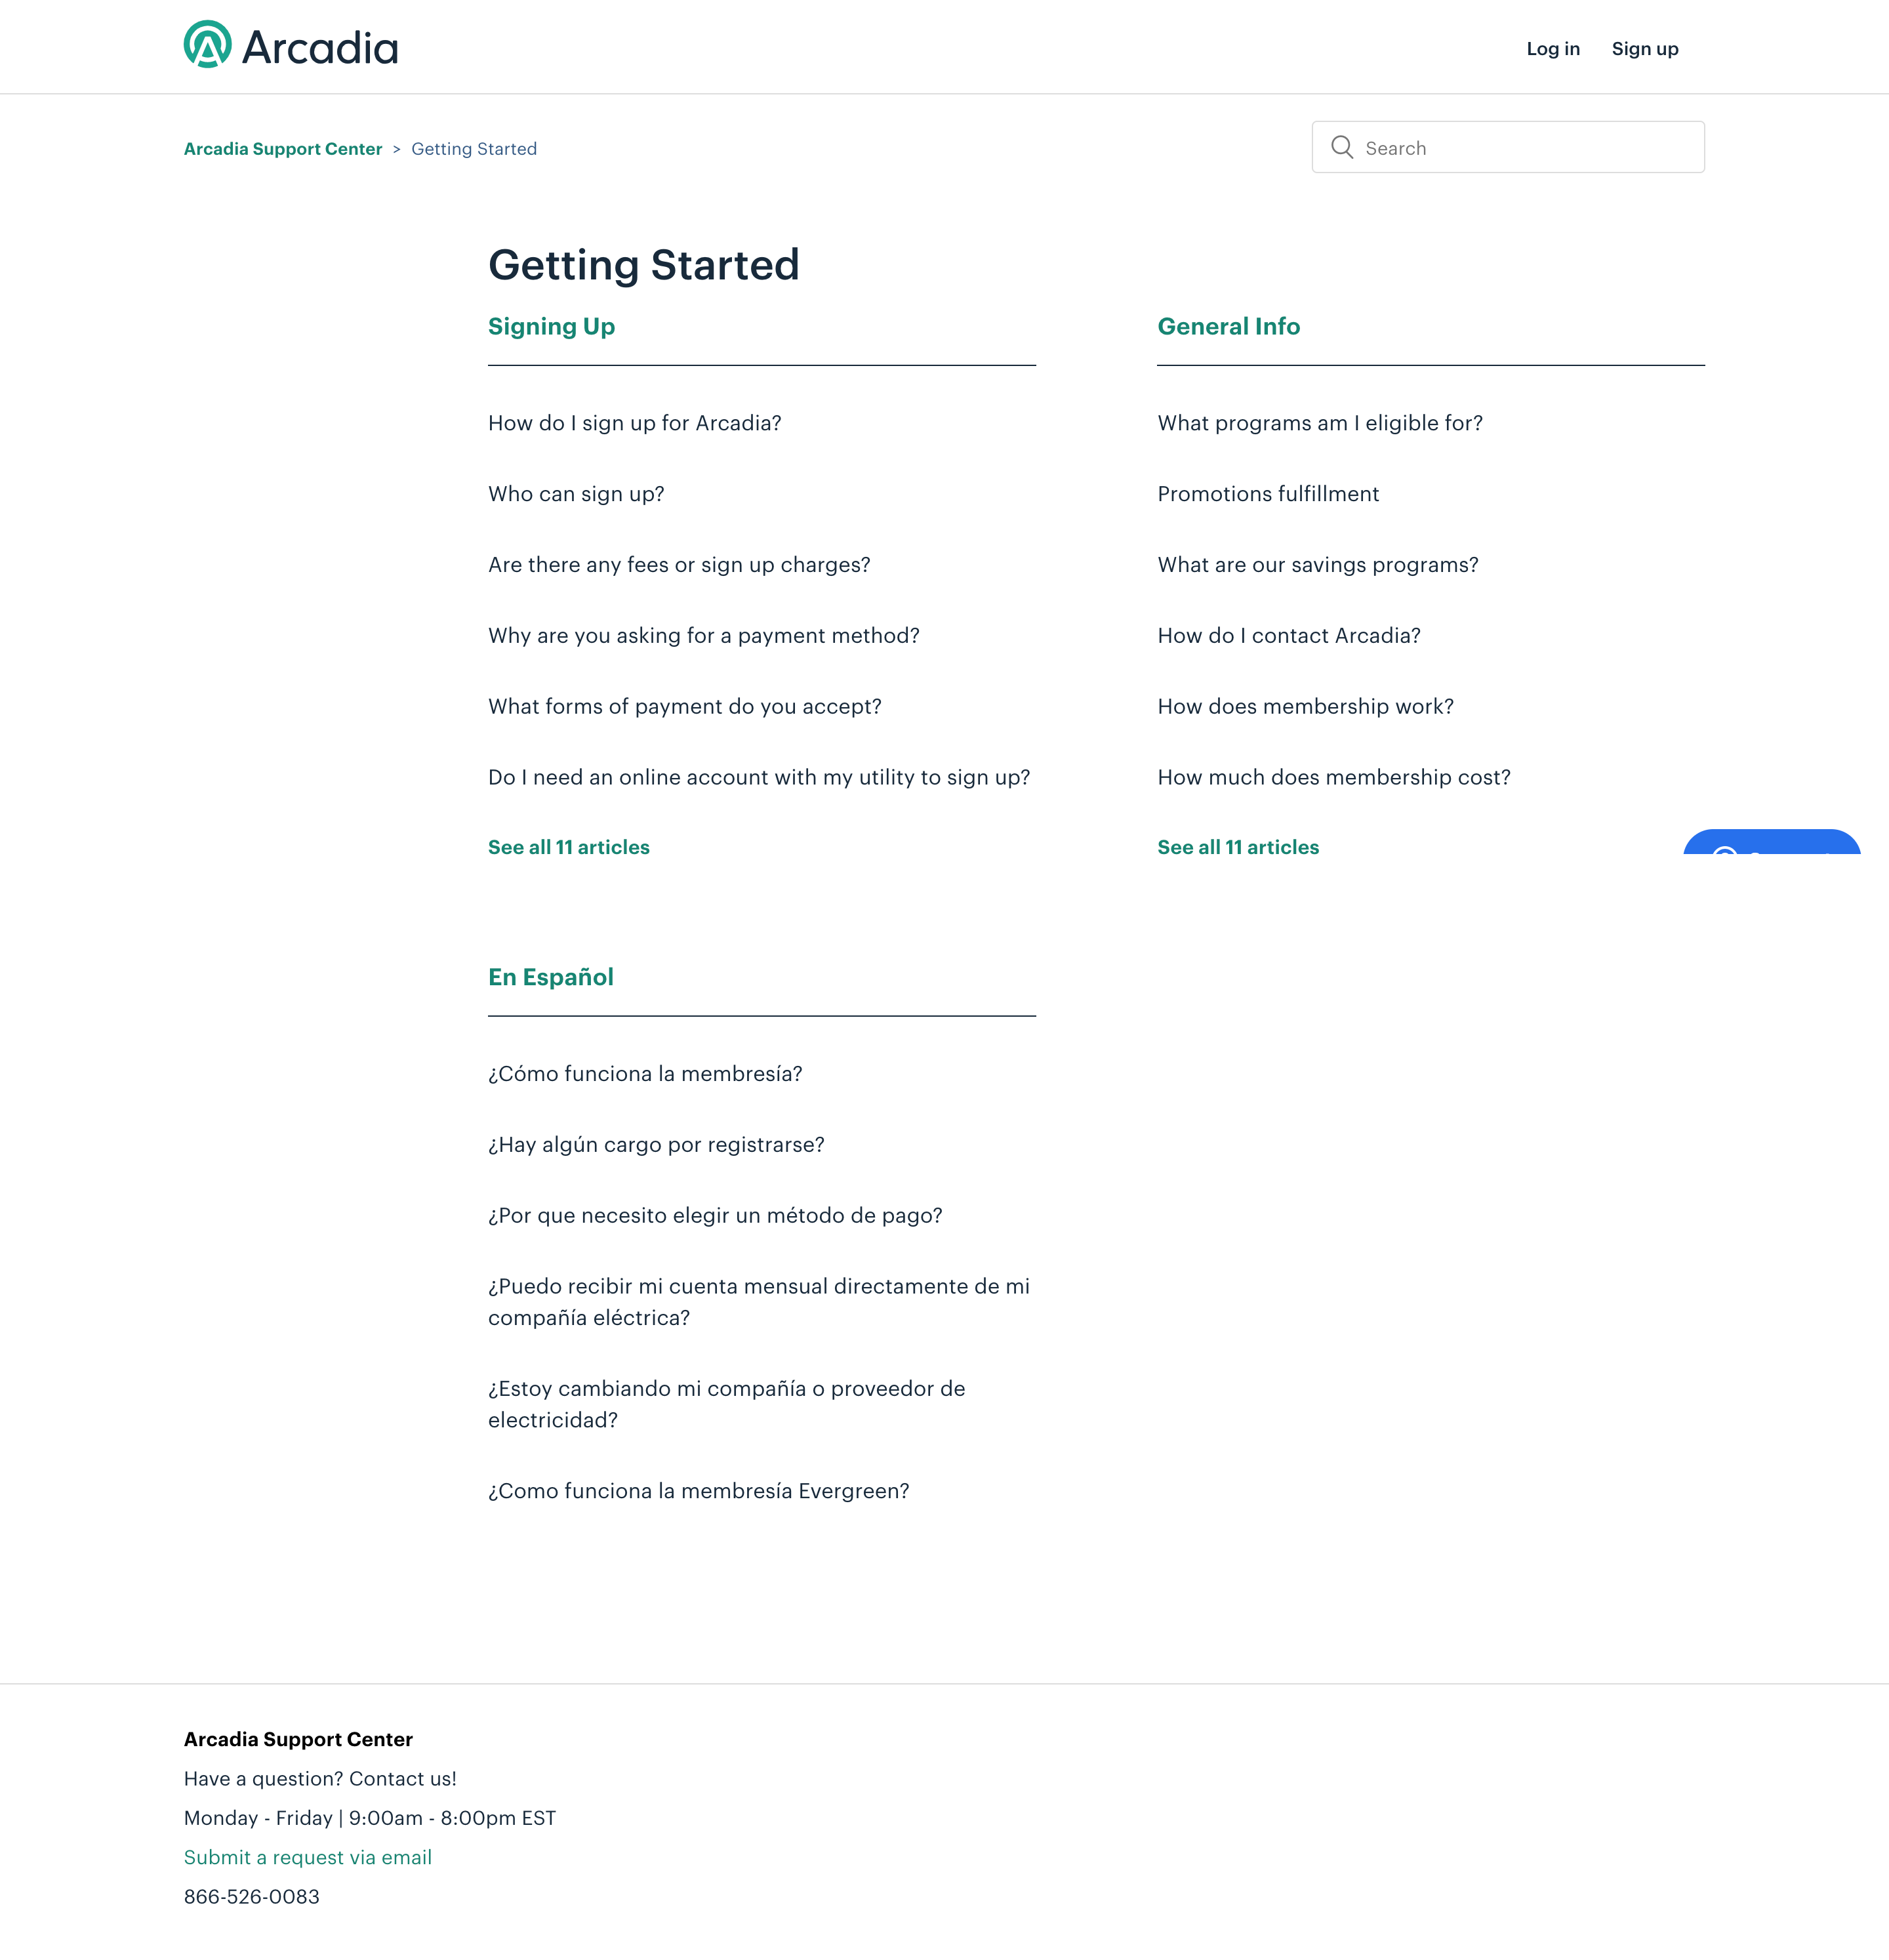 Arcadia
Log in
Sign up
Arcadia Support Center > Getting Started
Search
Getting Started
Signing Up
How do I sign up for Arcadia?
Who can sign up?
Are there any fees or sign up charges?
Why are you asking for a payment method?
What forms of payment do you accept?
Do I need an online account with my utility to sign up?
See all 11 articles
General Info
What programs am I eligible for?
Promotions fulfillment
What are our savings programs?
How do I contact Arcadia?
How does membership work?
How much does membership cost?
See all 11 articles
En Español
¿Cómo funciona la membresía?
¿Hay algún cargo por registrarse?
¿Por que necesito elegir un método de pago?
¿Puedo recibir mi cuenta mensual directamente de mi
compañía eléctrica?
¿Estoy cambiando mi compañía o proveedor de
electricidad?
¿Como funciona la membresía Evergreen?
Arcadia Support Center
Have a question? Contact us!
Monday - Friday | 9:00am - 8:00pm EST
Submit a request via email
866-526-0083